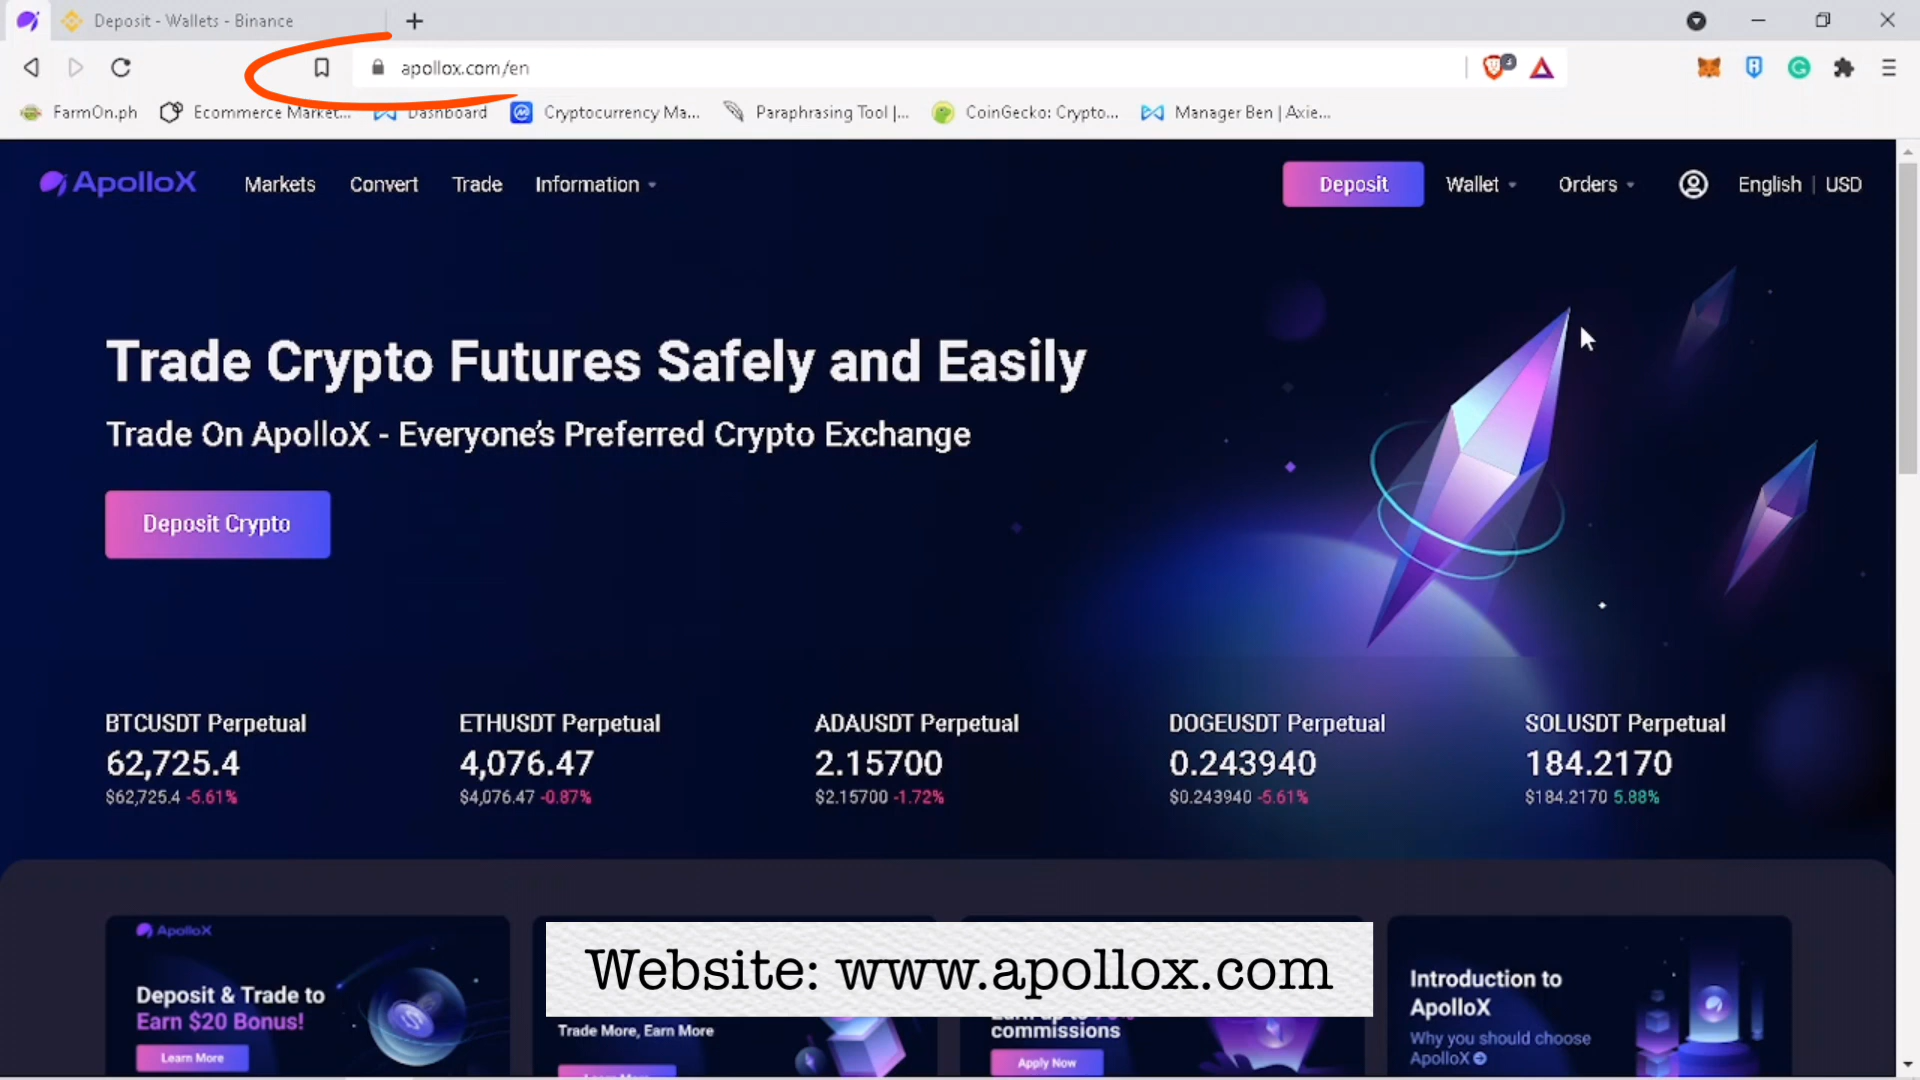 Deposit - Wallets - Binance
apollox.com/en
FarmOn.ph
Ecommerce Market...
Dashboard
Cryptocurrency Ma...
Paraphrasing Tool |...
CoinGecko: Crypto...
Manager Ben | Axie...
ApolloX
Markets
Convert
Trade
Information
Deposit
Wallet
Orders
English | USD
Trade Crypto Futures Safely and Easily
Trade On ApolloX - Everyone's Preferred Crypto Exchange
Deposit Crypto
BTCUSDT Perpetual
62,725.4
$62,725.4 -5.61%
ETHUSDT Perpetual
4,076.47
$4,076.47 -0.87%
ADAUSDT Perpetual
2.15700
$2.15700 -1.72%
DOGEUSDT Perpetual
0.243940
$0.243940 -5.61%
SOLUSDT Perpetual
184.2170
$184.2170 5.88%
ApolloX
Deposit & Trade to
Earn $20 Bonus!
Learn More
Website: www.apollox.com
Trade More, Earn More
commissions
Apply Now
Introduction to
ApolloX
Why you should choose
ApolloX